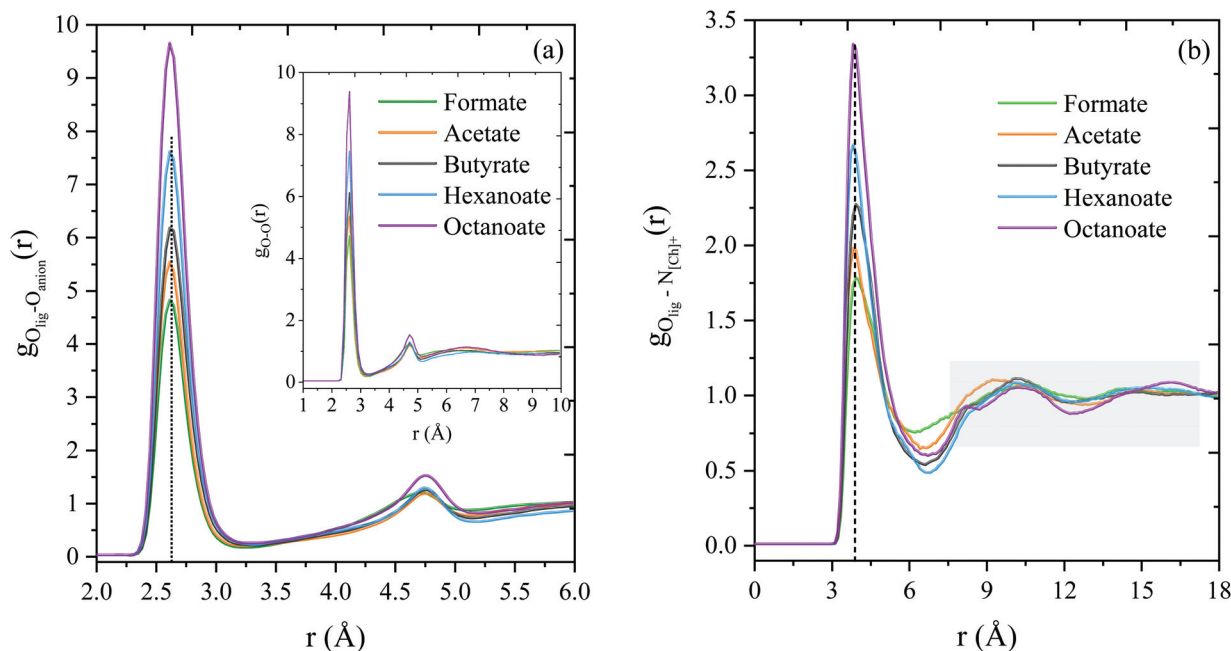 (a)
10
9
8
7
6
5
4
3
2
1
0
g_{O_{lig}-O_{anion}}(r)
2.0 2.5 3.0 3.5 4.0 4.5 5.0 5.5 6.0
r (Å)
10
8
6
4
2
0
g_{O-O}(r)
Formate
Acetate
Butyrate
Hexanoate
Octanoate
1 2 3 4 5 6 7 8 9 10
r (Å)
(b)
3.5
3.0
2.5
2.0
1.5
1.0
0.5
0.0
g_{O_{lig} - N_{[Ch]+}}(r)
Formate
Acetate
Butyrate
Hexanoate
Octanoate
0 3 6 9 12 15 18
r (Å)